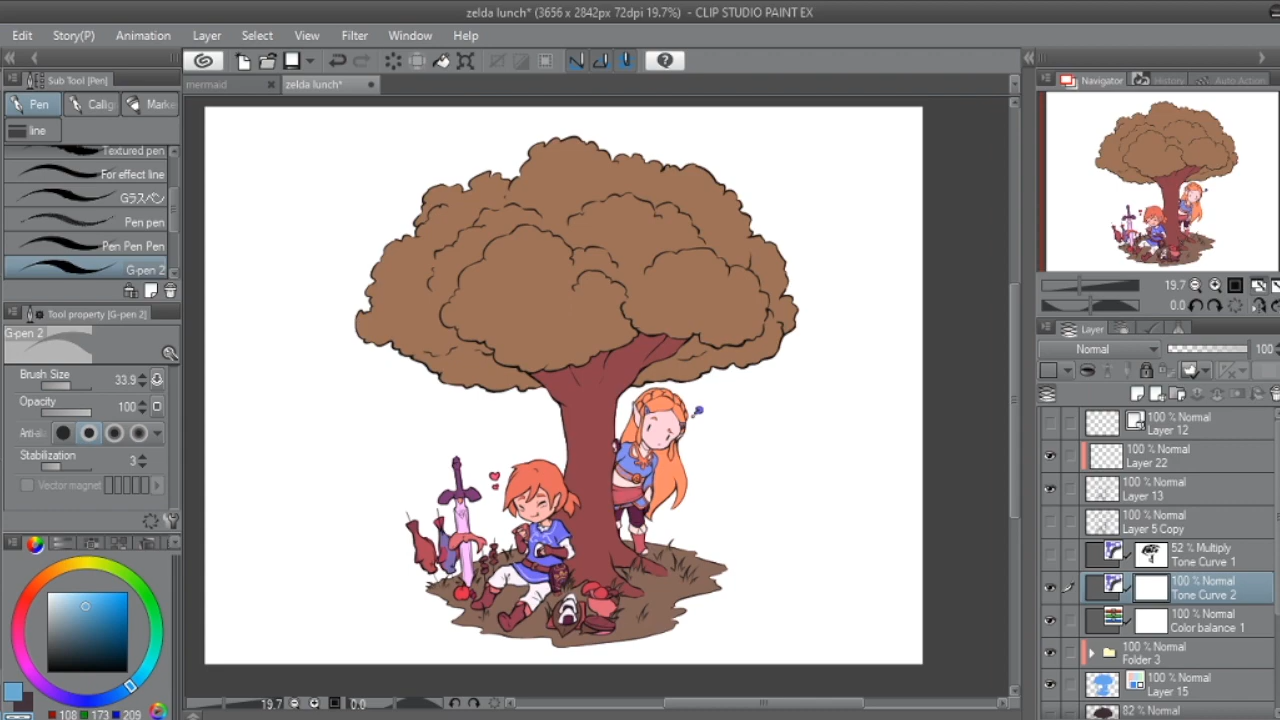 zelda lunch* (3656 x 2842px 72dpi 19.7%) - CLIP STUDIO PAINT EX
Edit Story(P) Animation Layer Select View Filter Window Help
Sub Tool [Pen]
mermaid zelda lunch*
Navigator History Auto Action
Pen Callig Marke
line
Textured pen
For effect line
Gラスペン
Pen pen
Pen Pen Pen
G-pen 2
Tool property [G-pen 2]
G-pen 2
Brush Size 33.9
Opacity 100
Anti-al
Stabilization 3
Vector magnet
19.7
0.0
Layer
Normal 100
100 % Normal
Layer 12
100 % Normal
Layer 22
100 % Normal
Layer 13
100 % Normal
Layer 5 Copy
52 % Multiply
Tone Curve 1
100 % Normal
Tone Curve 2
100 % Normal
Color balance 1
100 % Normal
Folder 3
100 % Normal
Layer 15
82 % Normal
19.7 0.0
108 173 209